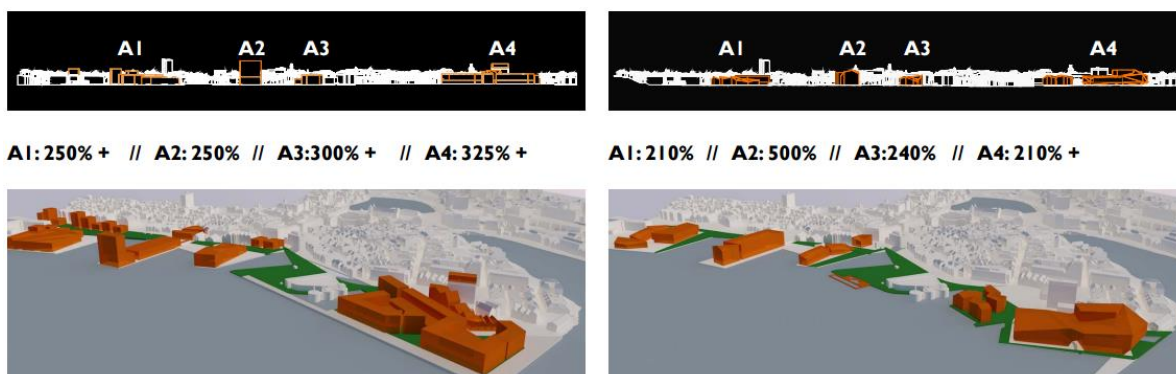 A1 A2 A3 A4
A1 A2 A3 A4
A1: 250% + // A2: 250% // A3:300% + // A4: 325% +
A1: 210% // A2: 500% // A3:240% // A4: 210% +